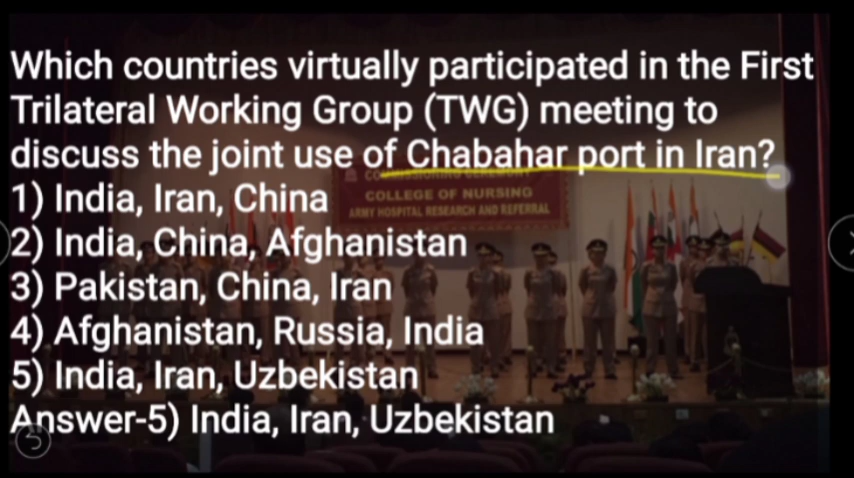 Which countries virtually participated in the First
Trilateral Working Group (TWG) meeting to
discuss the joint use of Chabahar port in Iran?
COMMISSIONING CEREMONY
COLLEGE OF NURSING
ARMY HOSPITAL RESEARCH AND REFERRAL
1) India, Iran, China
2) India, China, Afghanistan
3) Pakistan, China, Iran
4) Afghanistan, Russia, India
5) India, Iran, Uzbekistan
Answer-5) India, Iran, Uzbekistan